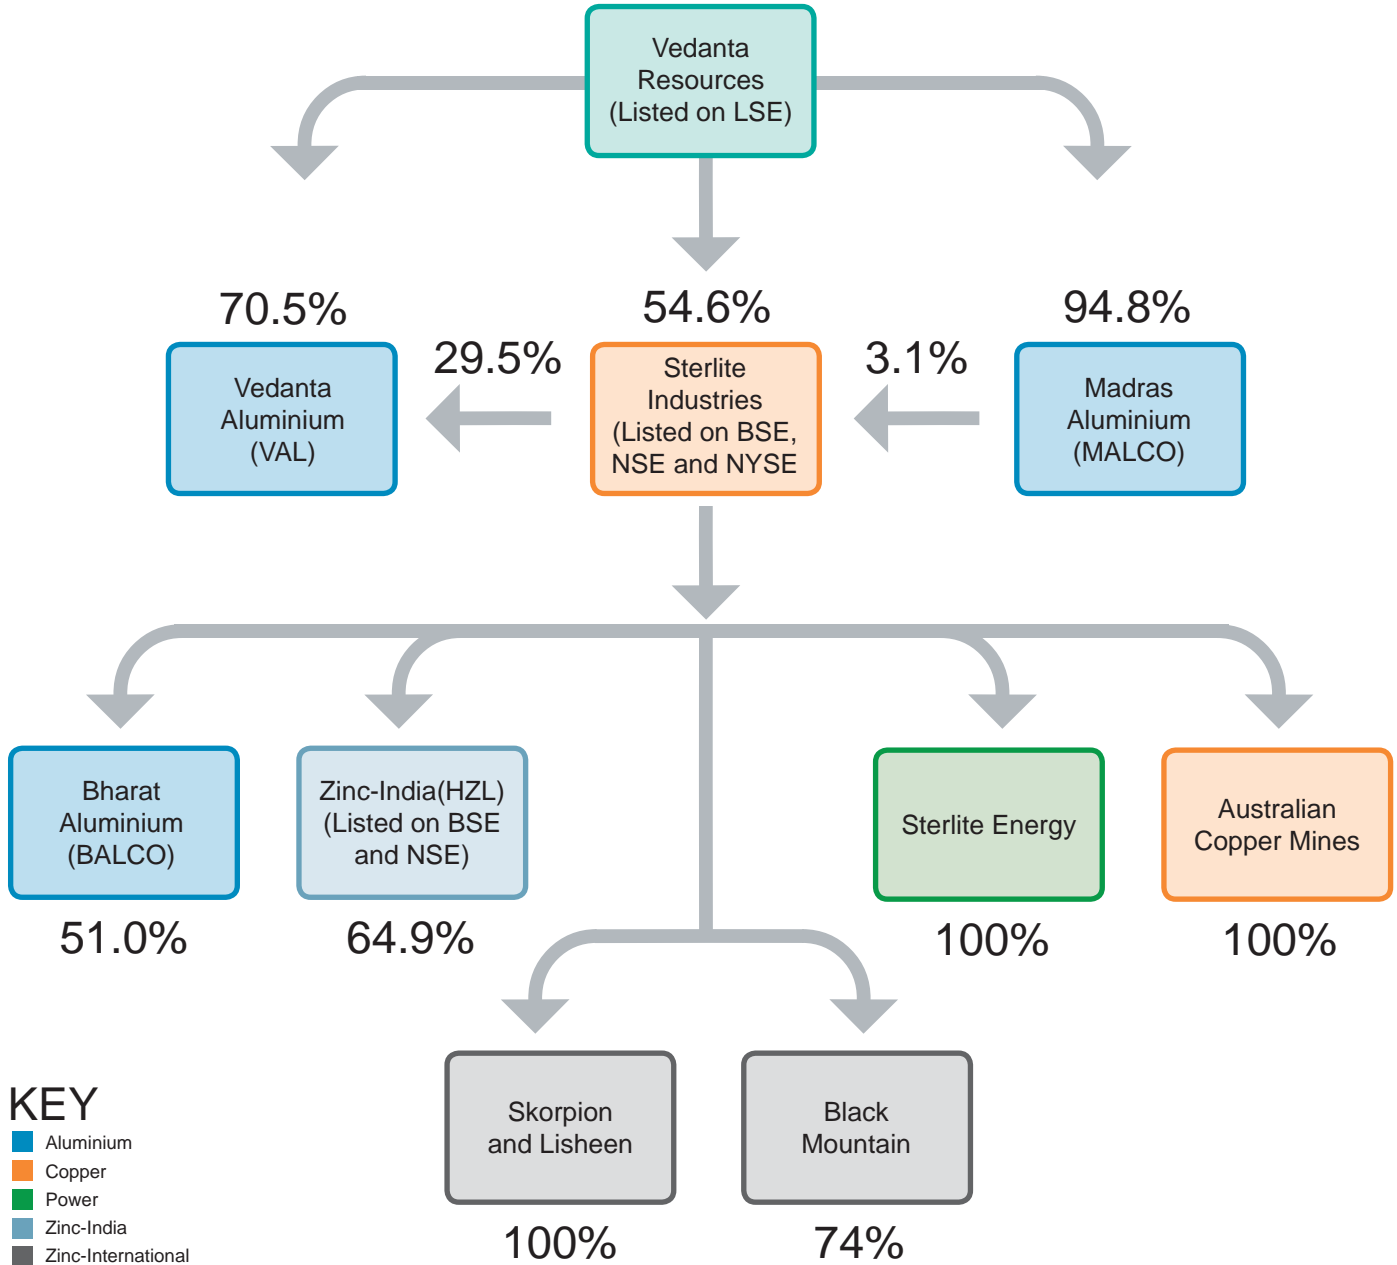 Vedanta
Resources
(Listed on LSE)
70.5%
54.6%
94.8%
29.5%
3.1%
Vedanta
Aluminium
(VAL)
Sterlite
Industries
(Listed on BSE,
NSE and NYSE
Madras
Aluminium
(MALCO)
Bharat
Aluminium
(BALCO)
Zinc-India(HZL)
(Listed on BSE
and NSE)
Sterlite Energy
Australian
Copper Mines
51.0%
64.9%
100%
100%
Skorpion
and Lisheen
Black
Mountain
100%
74%
KEY
Aluminium
Copper
Power
Zinc-India
Zinc-International